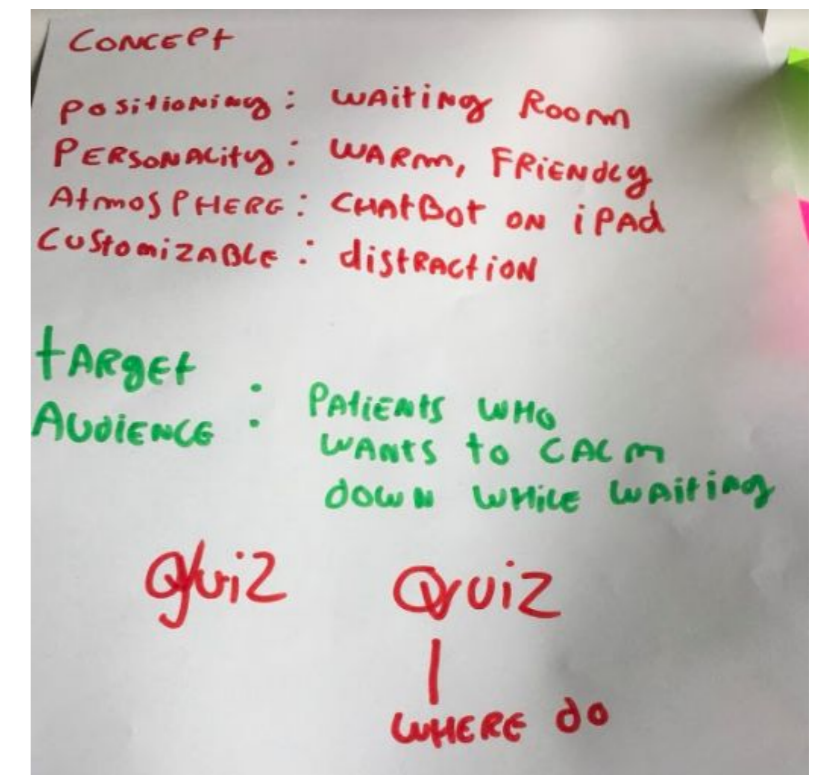 CONCEPt
Positioning : WAiting Room
PERSONALity : WARM, FRiENDLY
AtmosPHERE : CHAtBot ON iPAd
CUStomizABLE : distRACtiON
tARgEt
AUDiENCE : PAtiENtS WHO
WANtS to CALm
doWN WHiLE WAitiNg
QuiZ QuiZ
WHERE do